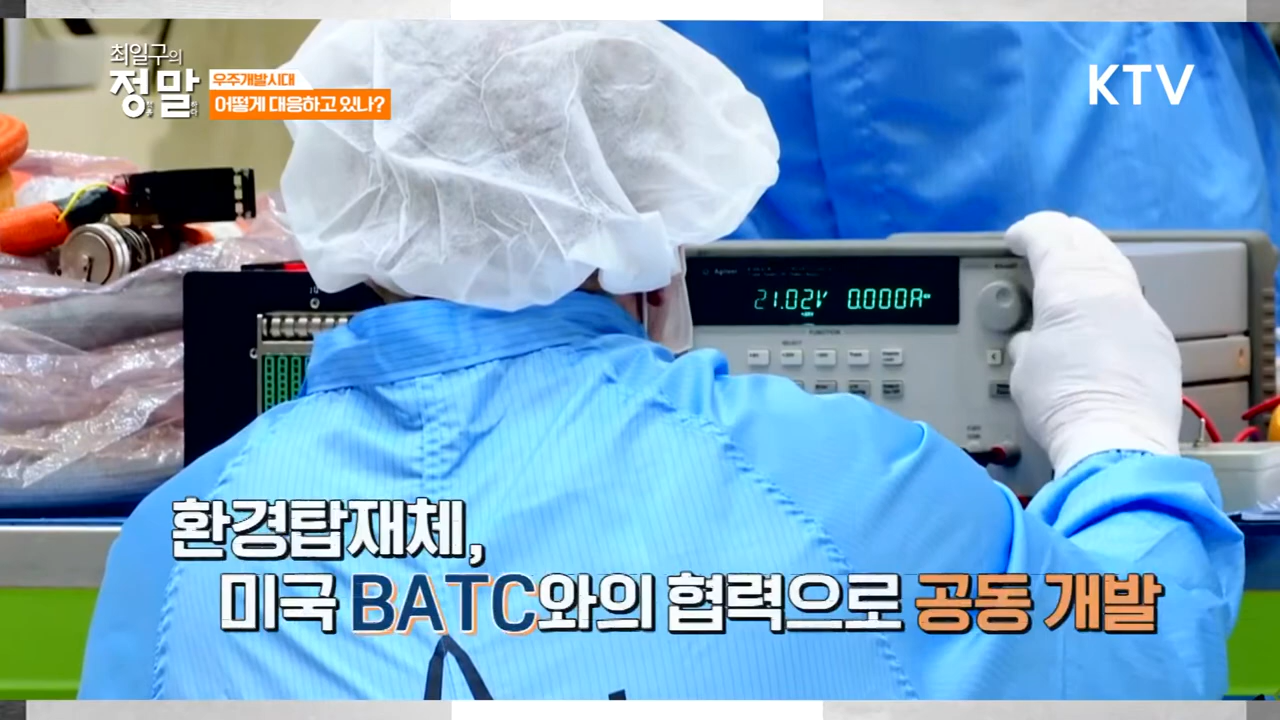 최일구의
정말
우주개발시대
어떻게 대응하고 있나?
KTV
Agilent
21.02V 0.000A
FUNCTION
환경탑재체,
미국 BATC와의 협력으로 공동 개발